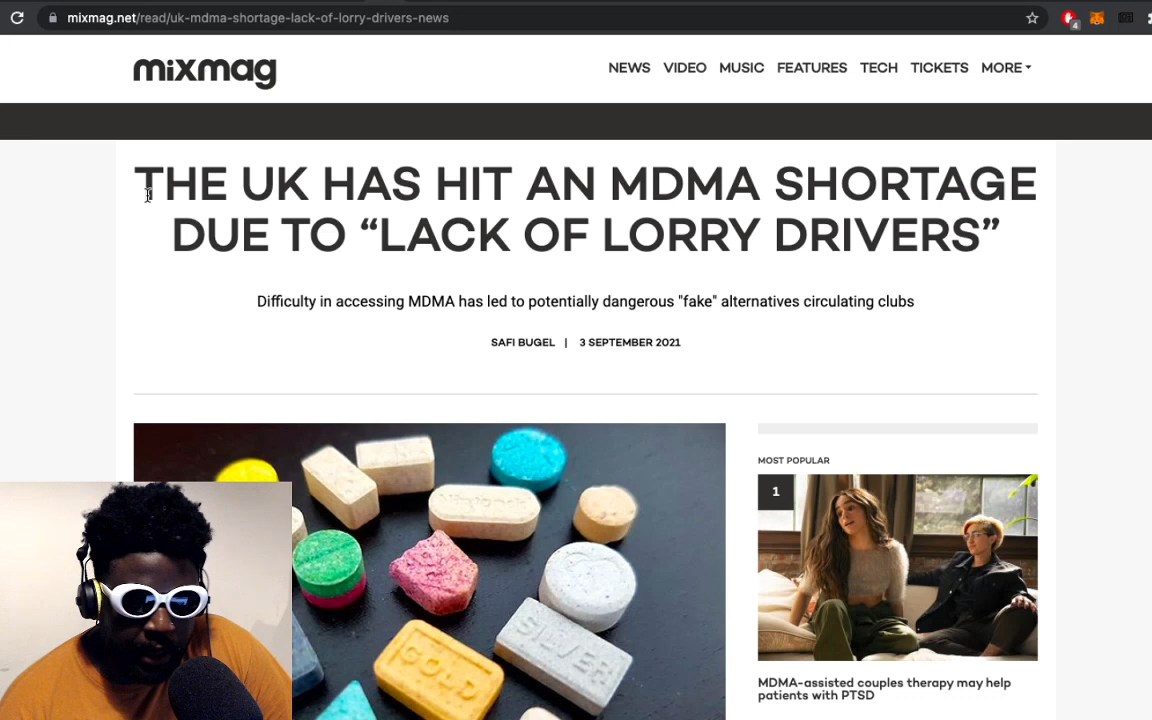 mixmag.net/read/uk-mdma-shortage-lack-of-lorry-drivers-news
4
mixmag
NEWS VIDEO MUSIC FEATURES TECH TICKETS MORE
THE UK HAS HIT AN MDMA SHORTAGE
DUE TO “LACK OF LORRY DRIVERS”
Difficulty in accessing MDMA has led to potentially dangerous "fake" alternatives circulating clubs
SAFI BUGEL | 3 SEPTEMBER 2021
MOST POPULAR
1
SILVER
GOLD
MDMA-assisted couples therapy may help
patients with PTSD